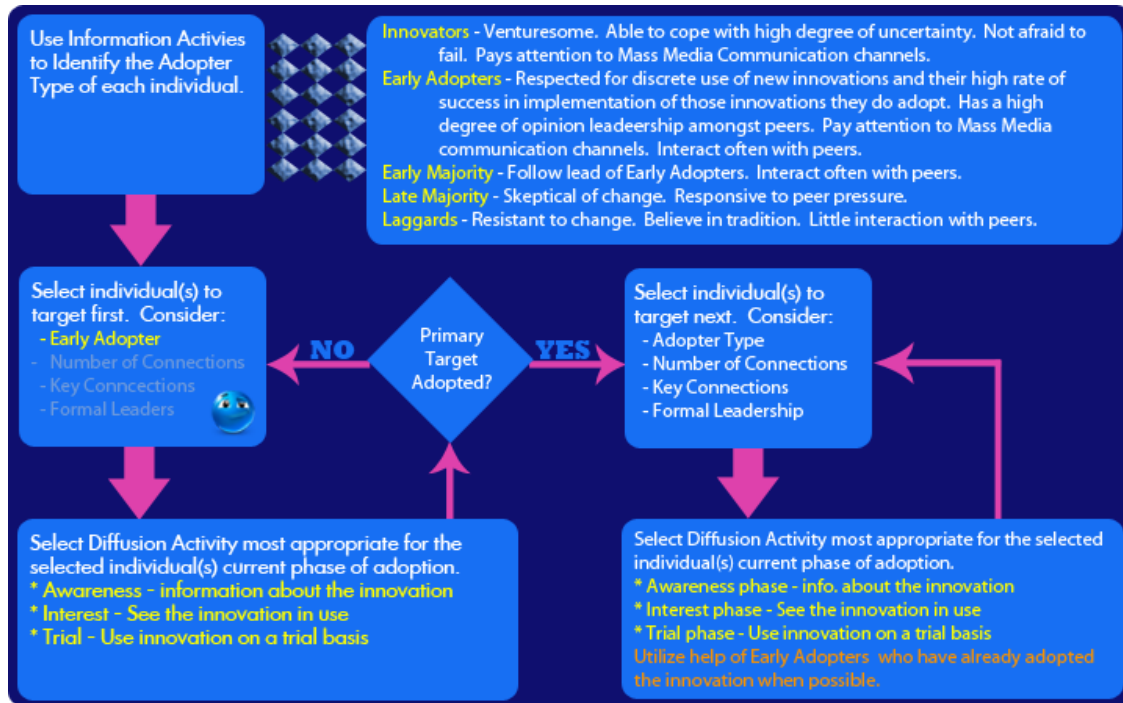 Use Information Activies
to Identify the Adopter
Type of each individual.
Innovators - Venturesome. Able to cope with high degree of uncertainty. Not afraid to
fail. Pays attention to Mass Media Communication channels.
Early Adopters - Respected for discrete use of new innovations and their high rate of
success in implementation of those innovations they do adopt. Has a high
degree of opinion leadeership amongst peers. Pay attention to Mass Media
communication channels. Interact often with peers.
Early Majority - Follow lead of Early Adopters. Interact often with peers.
Late Majority - Skeptical of change. Responsive to peer pressure.
Laggards - Resistant to change. Believe in tradition. Little interaction with peers.
Select individual(s) to
target first. Consider:
- Early Adopter
- Number of Connections
- Key Conncections
- Formal Leaders
NO
Primary
Target
Adopted?
YES
Select individual(s) to
target next. Consider:
- Adopter Type
- Number of Connections
- Key Connections
- Formal Leadership
Select Diffusion Activity most appropriate for the
selected individual(s) current phase of adoption.
* Awareness - information about the innovation
* Interest - See the innovation in use
* Trial - Use innovation on a trial basis
Select Diffusion Activity most appropriate for the selected
individual(s) current phase of adoption.
* Awareness phase - info. about the innovation
* Interest phase - See the innovation in use
* Trial phase - Use innovation on a trial basis
Utilize help of Early Adopters who have already adopted
the innovation when possible.